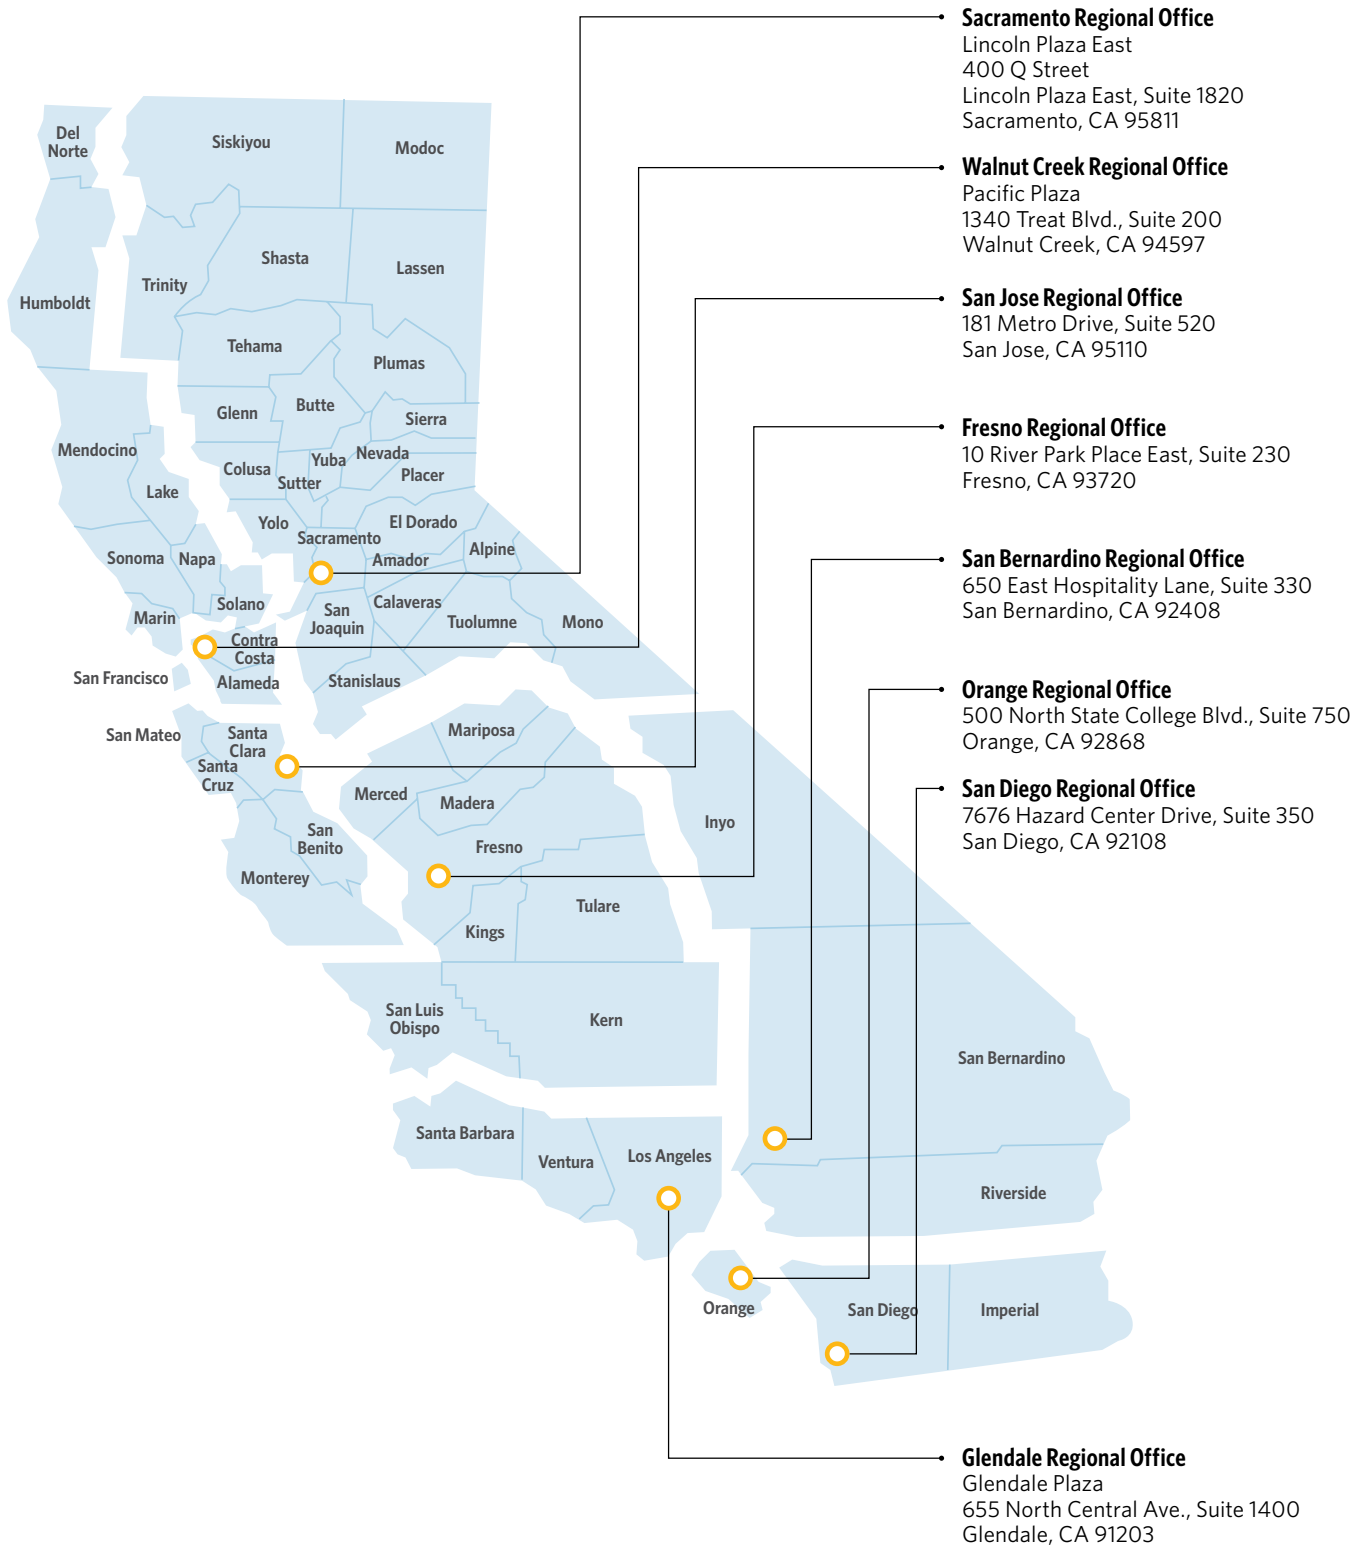 Sacramento Regional Office
Lincoln Plaza East
400 Q Street
Lincoln Plaza East, Suite 1820
Sacramento, CA 95811
Walnut Creek Regional Office
Pacific Plaza
1340 Treat Blvd., Suite 200
Walnut Creek, CA 94597
San Jose Regional Office
181 Metro Drive, Suite 520
San Jose, CA 95110
Fresno Regional Office
10 River Park Place East, Suite 230
Fresno, CA 93720
San Bernardino Regional Office
650 East Hospitality Lane, Suite 330
San Bernardino, CA 92408
Orange Regional Office
500 North State College Blvd., Suite 750
Orange, CA 92868
San Diego Regional Office
7676 Hazard Center Drive, Suite 350
San Diego, CA 92108
Glendale Regional Office
Glendale Plaza
655 North Central Ave., Suite 1400
Glendale, CA 91203
Del
Norte
Siskiyou
Modoc
Humboldt
Trinity
Shasta
Lassen
Tehama
Plumas
Glenn
Butte
Sierra
Mendocino
Lake
Colusa
Sutter
Yuba
Nevada
Placer
Yolo
Sacramento
El Dorado
Amador
Alpine
Sonoma
Napa
Solano
Marin
San
Joaquin
Calaveras
Tuolumne
Mono
Contra
Costa
Alameda
San Francisco
Stanislaus
San Mateo
Santa
Clara
Santa
Cruz
Mariposa
Merced
Madera
Inyo
San
Benito
Monterey
Fresno
Kings
Tulare
San Luis
Obispo
Kern
San Bernardino
Santa Barbara
Ventura
Los Angeles
Riverside
Orange
San Diego
Imperial